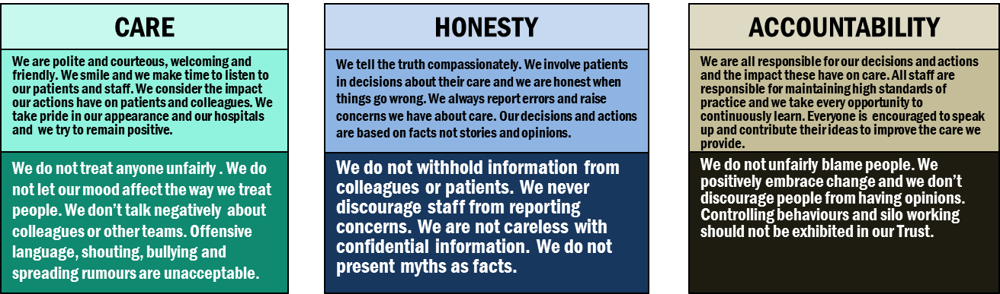 CARE
We are polite and courteous, welcoming and
friendly. We smile and we make time to listen to
our patients and staff. We consider the impact
our actions have on patients and colleagues. We
take pride in our appearance and our hospitals
and we try to remain positive.
We do not treat anyone unfairly . We do
not let our mood affect the way we treat
people. We don't talk negatively about
colleagues or other teams. Offensive
language, shouting, bullying and
spreading rumours are unacceptable.
HONESTY
We tell the truth compassionately. We involve patients
in decisions about their care and we are honest when
things go wrong. We always report errors and raise
concerns we have about care. Our decisions and actions
are based on facts not stories and opinions.
We do not withhold information from
colleagues or patients. We never
discourage staff from reporting
concerns. We are not careless with
confidential information. We do not
present myths as facts.
ACCOUNTABILITY
We are all responsible for our decisions and actions
and the impact these have on care. All staff are
responsible for maintaining high standards of
practice and we take every opportunity to
continuously learn. Everyone is encouraged to speak
up and contribute their ideas to improve the care we
provide.
We do not unfairly blame people. We
positively embrace change and we don't
discourage people from having opinions.
Controlling behaviours and silo working
should not be exhibited in our Trust.